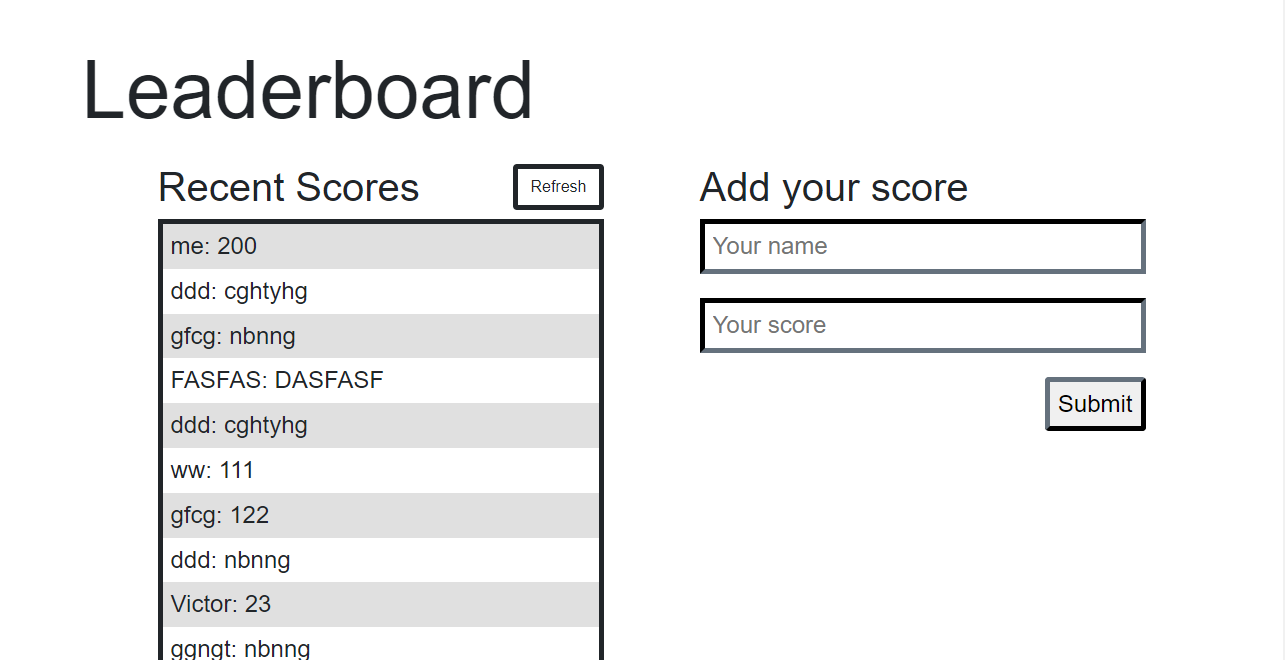 Leaderboard
Recent Scores
Refresh
me: 200
ddd: cghtyhg
gfcg: nbnng
FASFAS: DASFASF
ddd: cghtyhg
ww: 111
gfcg: 122
ddd: nbnng
Victor: 23
ggngt: nbnng
Add your score
Your name
Your score
Submit